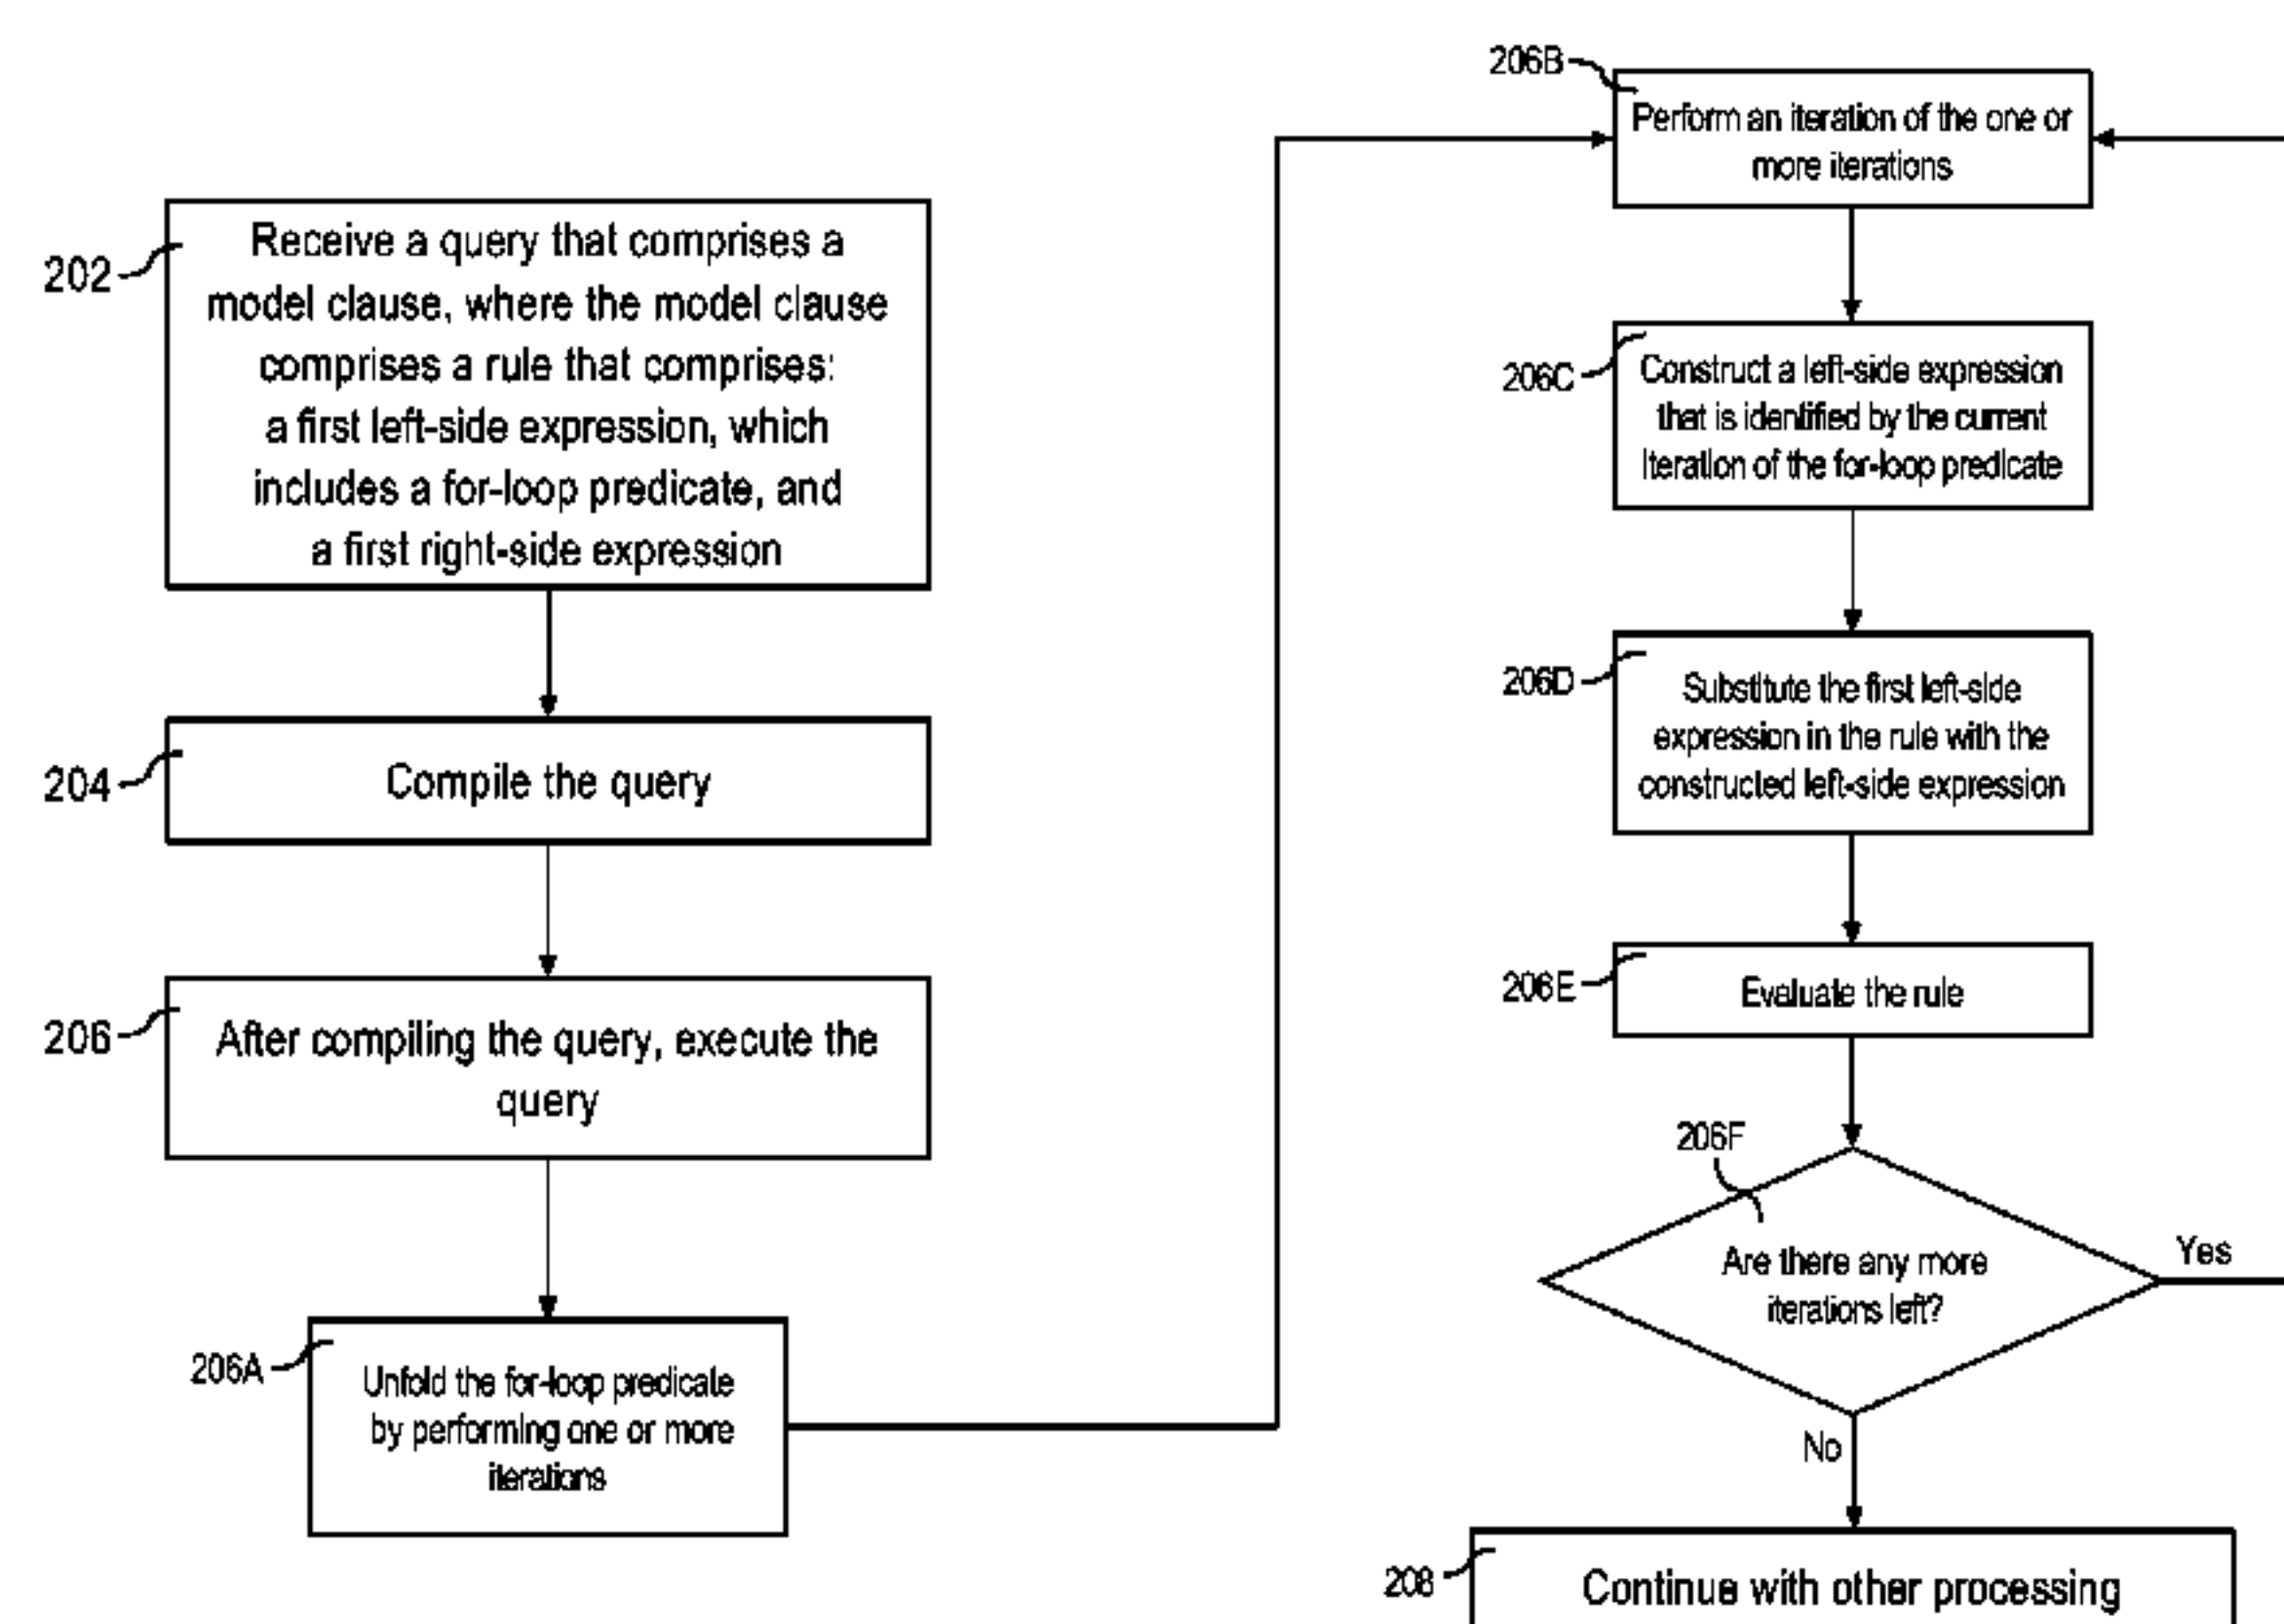 202
Receive a query that comprises a
model clause, where the model clause
comprises a rule that comprises:
a first left-side expression, which
includes a for-loop predicate, and
a first right-side expression
204
Compile the query
206
After compiling the query, execute the
query
206A
Unfold the for-loop predicate
by performing one or more
iterations
206B
Perform an iteration of the one or
more iterations
206C
Construct a left-side expression
that is identified by the current
iteration of the for-loop predicate
206D
Substitute the first left-side
expression in the rule with the
constructed left-side expression
206E
Evaluate the rule
206F
Are there any more
iterations left?
Yes
No
208
Continue with other processing